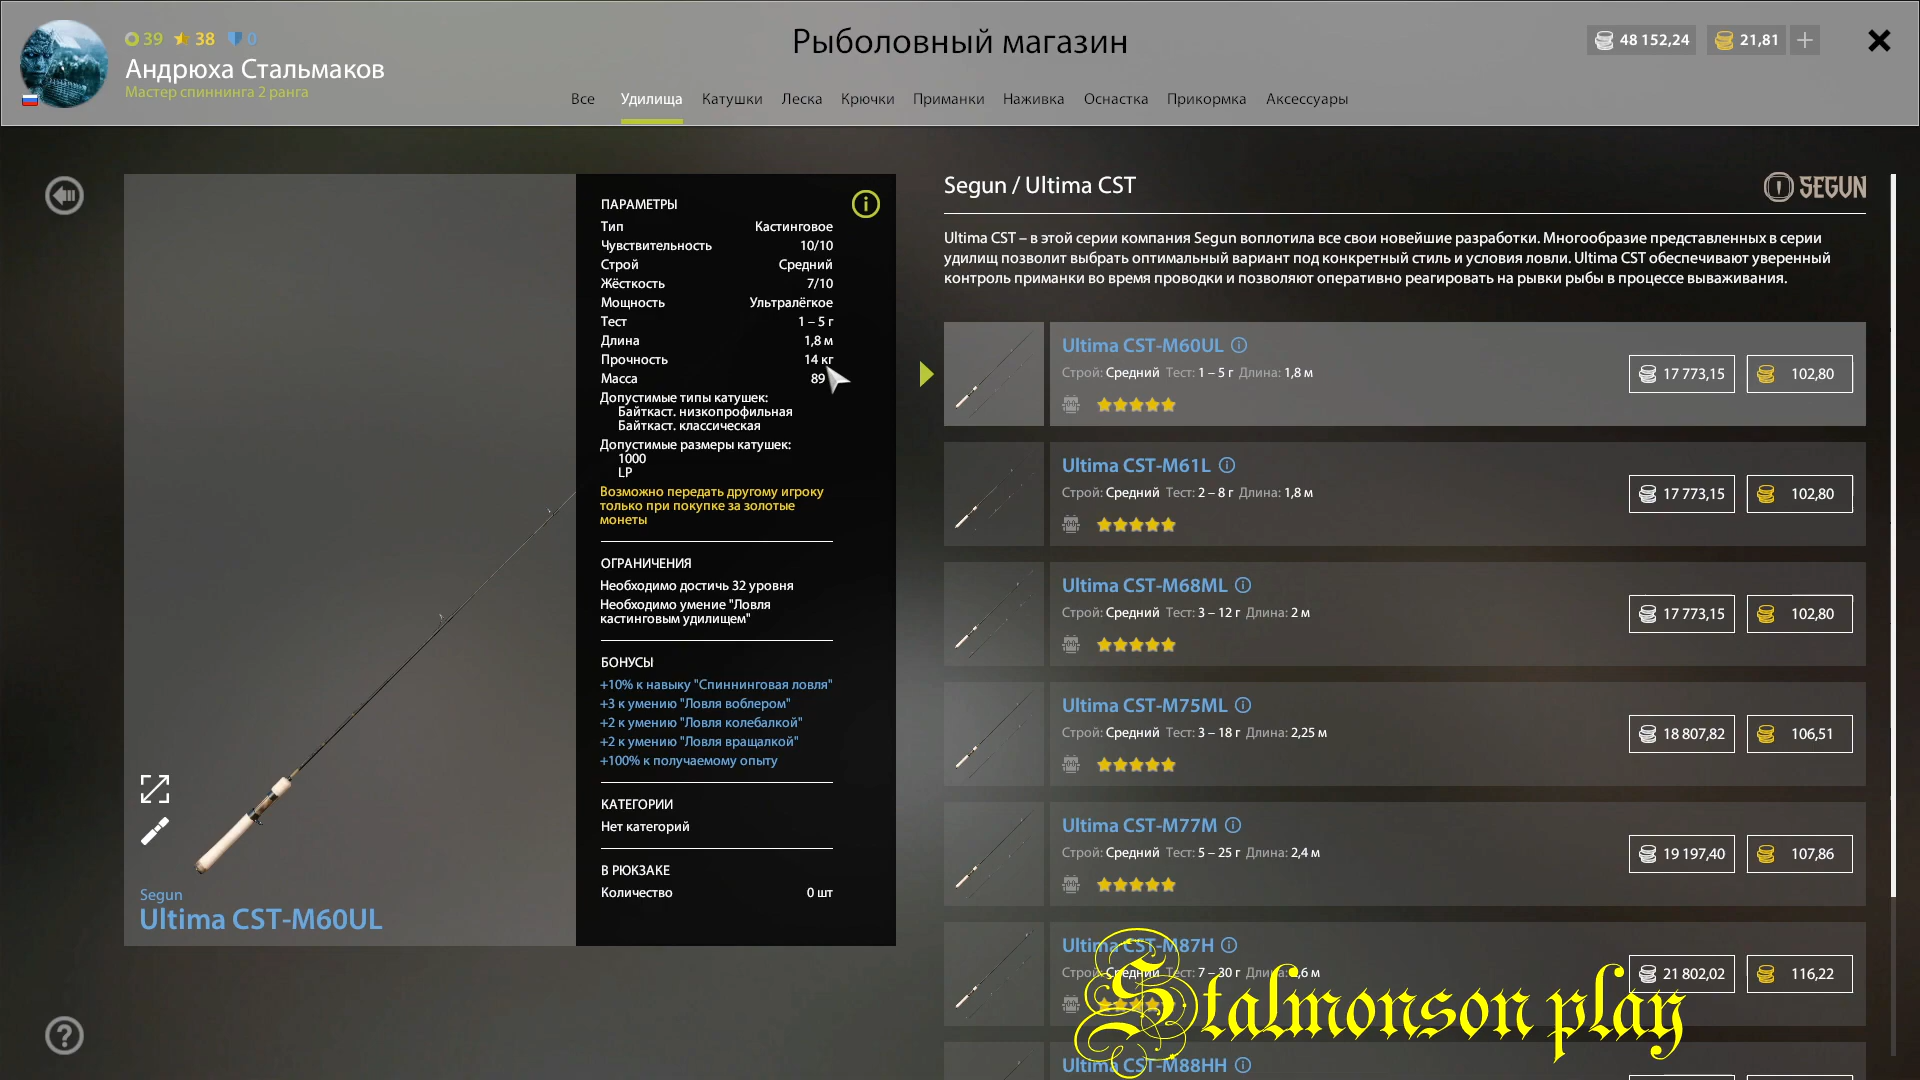 39 38 0
Андрюха Стальмаков
Мастер спиннинга 2 ранга
Рыболовный магазин
48 152,24 21,81
Все Удилища Катушки Леска Крючки Приманки Наживка Оснастка Прикормка Аксессуары
ПАРАМЕТРЫ
Тип Кастинговое
Чувствительность 10/10
Строй Средний
Жёсткость 7/10
Мощность Ультралёгкое
Тест 1 – 5 г
Длина 1,8 м
Прочность 14 кг
Масса 89
Допустимые типы катушек:
Байткаст. низкопрофильная
Байткаст. классическая
Допустимые размеры катушек:
1000
LP
Возможно передать другому игроку
только при покупке за золотые
монеты
ОГРАНИЧЕНИЯ
Необходимо достичь 32 уровня
Необходимо умение "Ловля
кастинговым удилищем"
БОНУСЫ
+10% к навыку "Спиннинговая ловля"
+3 к умению "Ловля воблером"
+2 к умению "Ловля колебалкой"
+2 к умению "Ловля вращалкой"
+100% к получаемому опыту
КАТЕГОРИИ
Нет категорий
В РЮКЗАКЕ
Количество 0 шт
Segun
Ultima CST-M60UL
Segun / Ultima CST
SEGUN
Ultima CST – в этой серии компания Segun воплотила все свои новейшие разработки. Многообразие представленных в серии
удилищ позволит выбрать оптимальный вариант под конкретный стиль и условия ловли. Ultima CST обеспечивают уверенный
контроль приманки во время проводки и позволяют оперативно реагировать на рывки рыбы в процессе вываживания.
Ultima CST-M60UL
Строй: Средний Тест: 1 – 5 г Длина: 1,8 м
17 773,15 102,80
Ultima CST-M61L
Строй: Средний Тест: 2 – 8 г Длина: 1,8 м
17 773,15 102,80
Ultima CST-M68ML
Строй: Средний Тест: 3 – 12 г Длина: 2 м
17 773,15 102,80
Ultima CST-M75ML
Строй: Средний Тест: 3 – 18 г Длина: 2,25 м
18 807,82 106,51
Ultima CST-M77M
Строй: Средний Тест: 5 – 25 г Длина: 2,4 м
19 197,40 107,86
Ultima CST-M87H
Строй: Средний Тест: 7 – 30 г Длина: 2,6 м
21 802,02 116,22
Stalmonson play
Ultima CST-M88HH